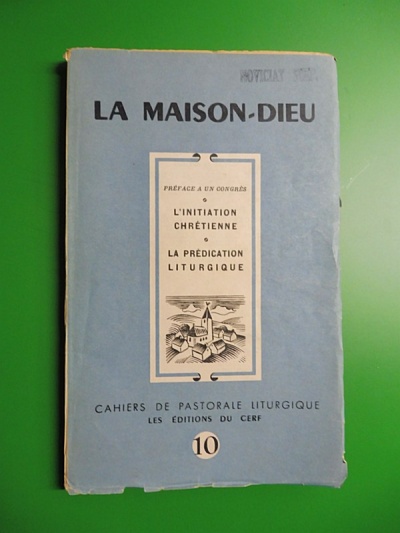 NOVICIAT
LA MAISON-DIEU
PRÉFACE A UN CONGRÈS
L'INITIATION
CHRÉTIENNE
LA PRÉDICATION
LITURGIQUE
CAHIERS DE PASTORALE LITURGIQUE
LES ÉDITIONS DU CERF
10